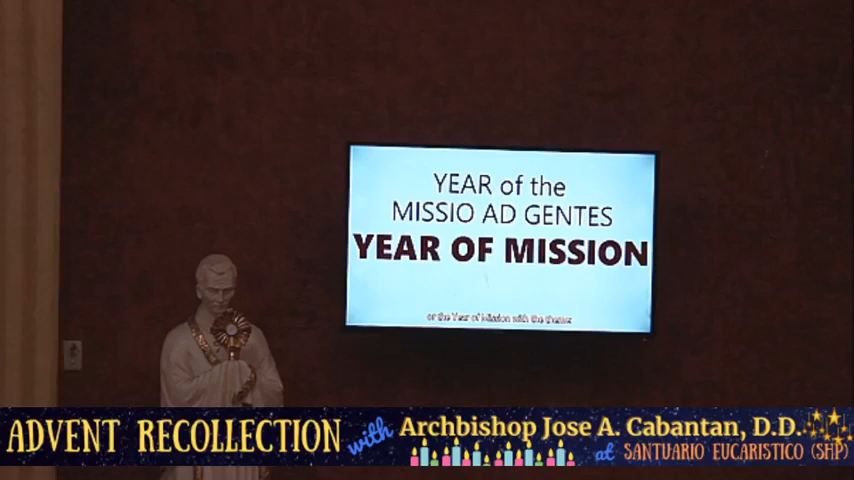 YEAR of the
MISSIO AD GENTES
YEAR OF MISSION
or the Year of Mission with the theme:
ADVENT RECOLLECTION with Archbishop Jose A. Cabantan, D.D.
at SANTUARIO EUCARISTICO (SHP)